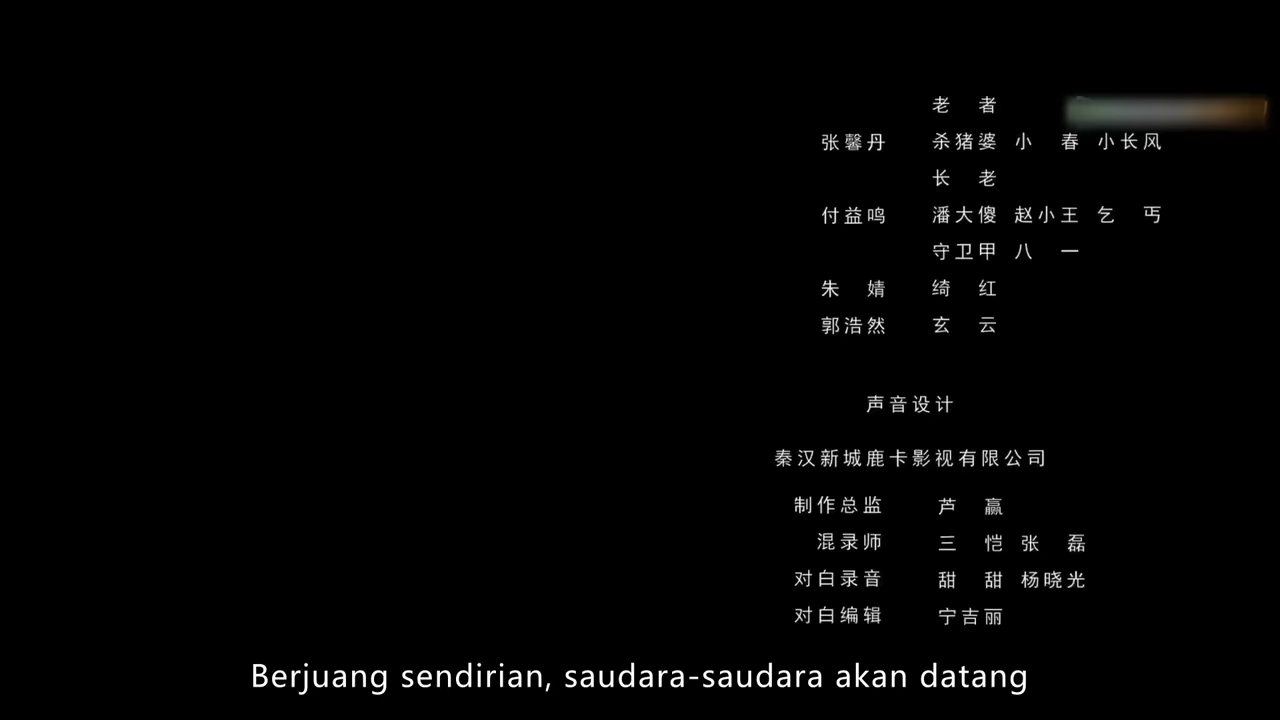 老 者
张馨丹 杀猪婆 小 春 小长风
长 老
付益鸣 潘大傻 赵小王 乞 丐
守卫甲 八 一
朱 婧 绮 红
郭浩然 玄 云
声音设计
秦汉新城鹿卡影视有限公司
制作总监 芦 赢
混录师 三 恺 张 磊
对白录音 甜 甜 杨晓光
对白编辑 宁吉丽
Berjuang sendirian, saudara-saudara akan datang